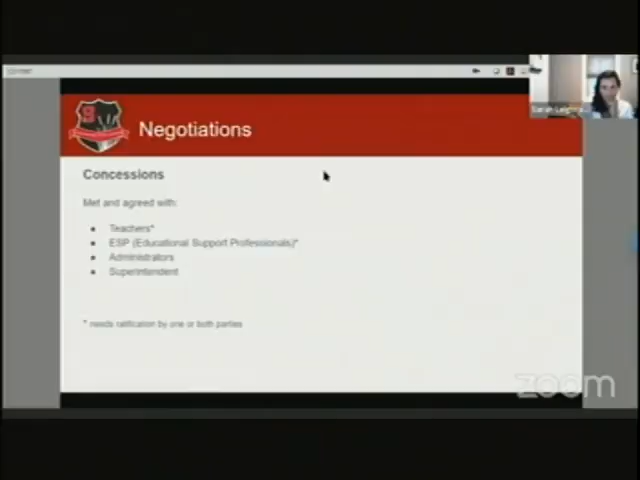 Negotiations
Concessions
Met and agreed with:
Teachers*
ESP (Educational Support Professionals)*
Administrators
Superintendent
* needs ratification by one or both parties
Sarah
zoom